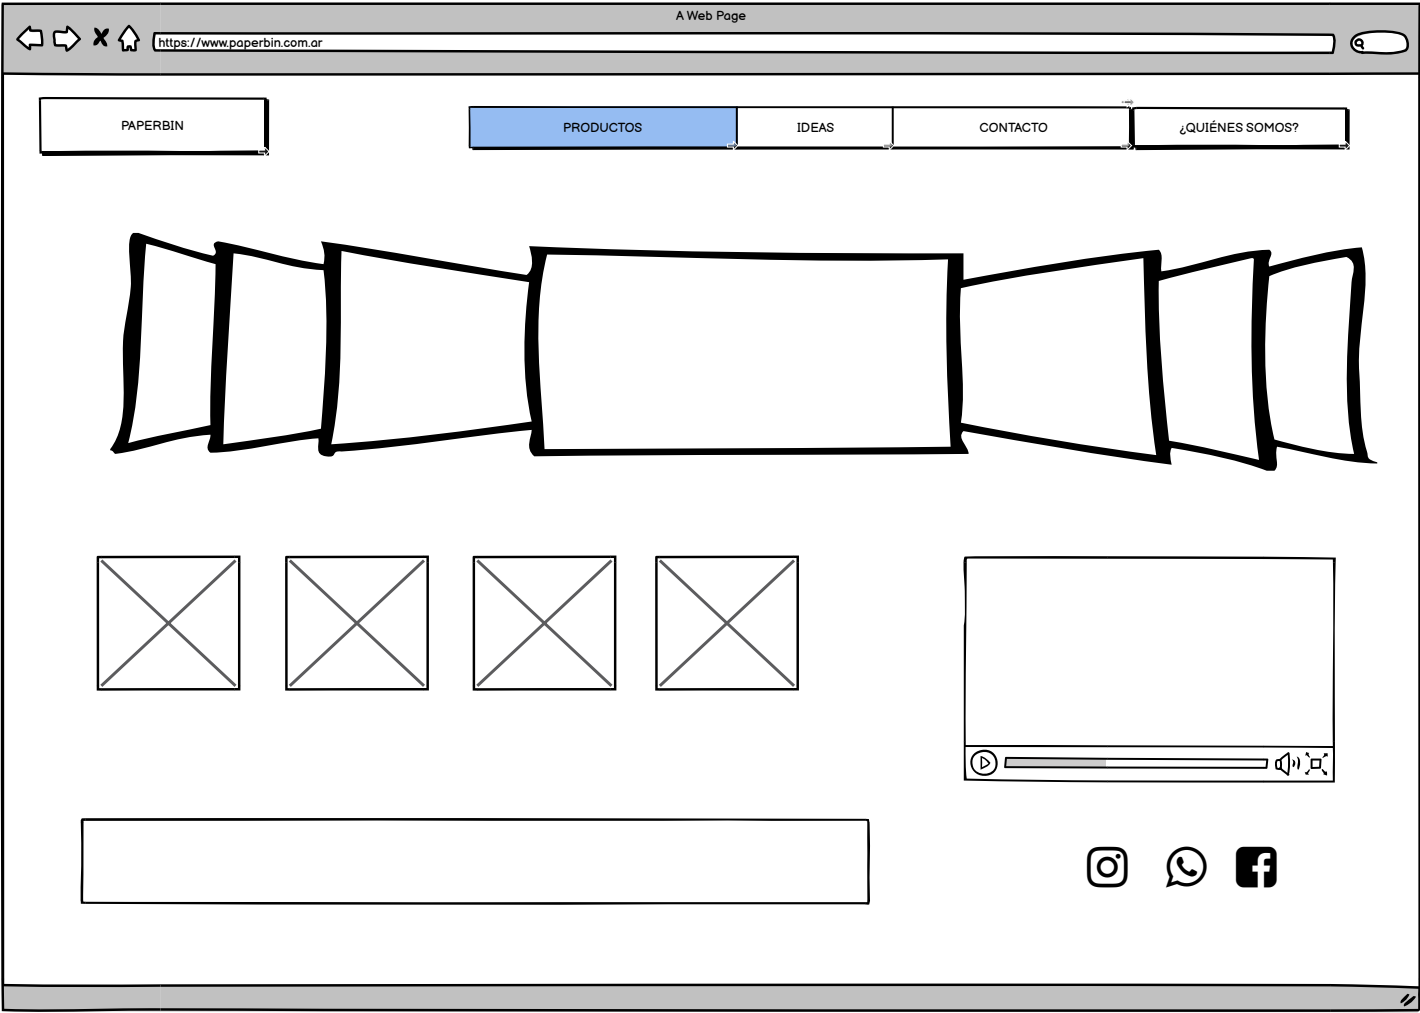 A Web Page
https://www.paperbin.com.ar
PAPERBIN
PRODUCTOS
IDEAS
CONTACTO
¿QUIÉNES SOMOS?